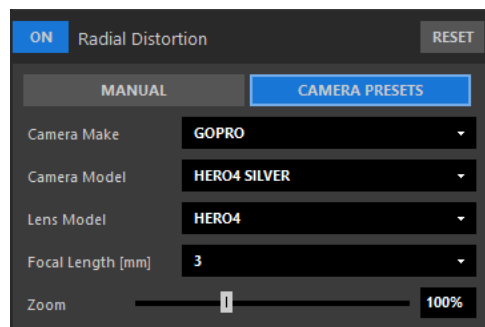 ON Radial Distortion RESET
MANUAL CAMERA PRESETS
Camera Make GOPRO
Camera Model HERO4 SILVER
Lens Model HERO4
Focal Length [mm] 3
Zoom 100%